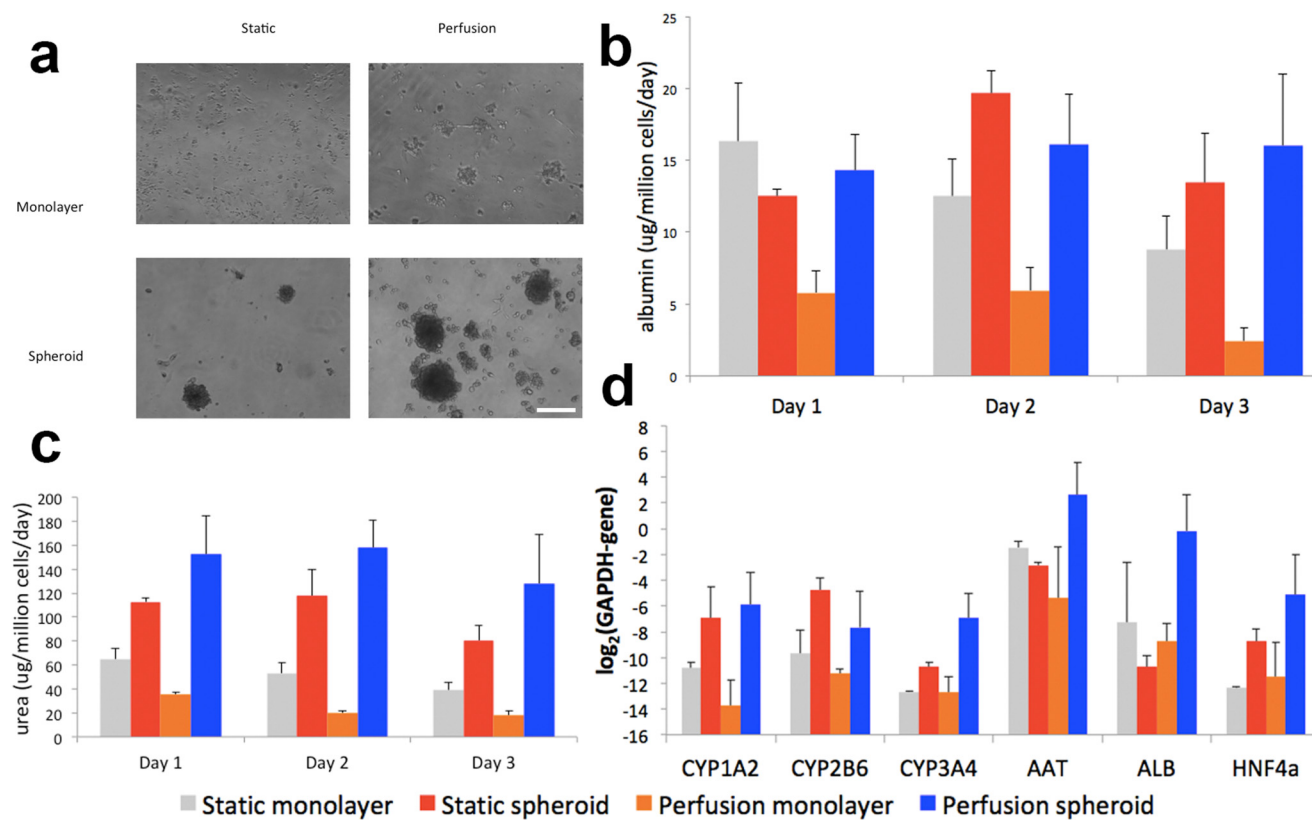 a
Static
Perfusion
Monolayer
Spheroid
b
albumin (ug/million cells/day)
25
20
15
10
5
0
Day 1
Day 2
Day 3
c
urea (ug/million cells/day)
200
180
160
140
120
100
80
60
40
20
0
Day 1
Day 2
Day 3
d
log₂(GAPDH-gene)
8
6
4
2
0
-2
-4
-6
-8
-10
-12
-14
-16
CYP1A2
CYP2B6
CYP3A4
AAT
ALB
HNF4a
Static monolayer
Static spheroid
Perfusion monolayer
Perfusion spheroid